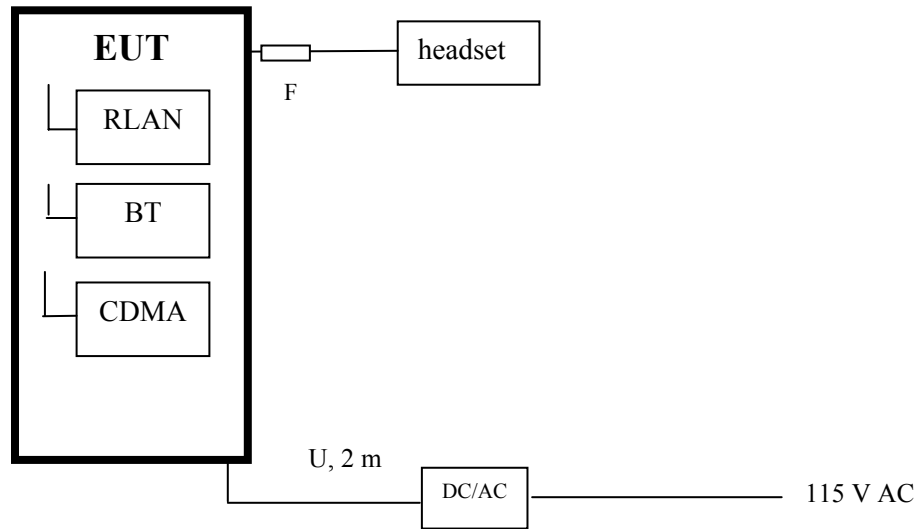 EUT
headset
F
RLAN
BT
CDMA
U, 2 m
DC/AC
115 V AC